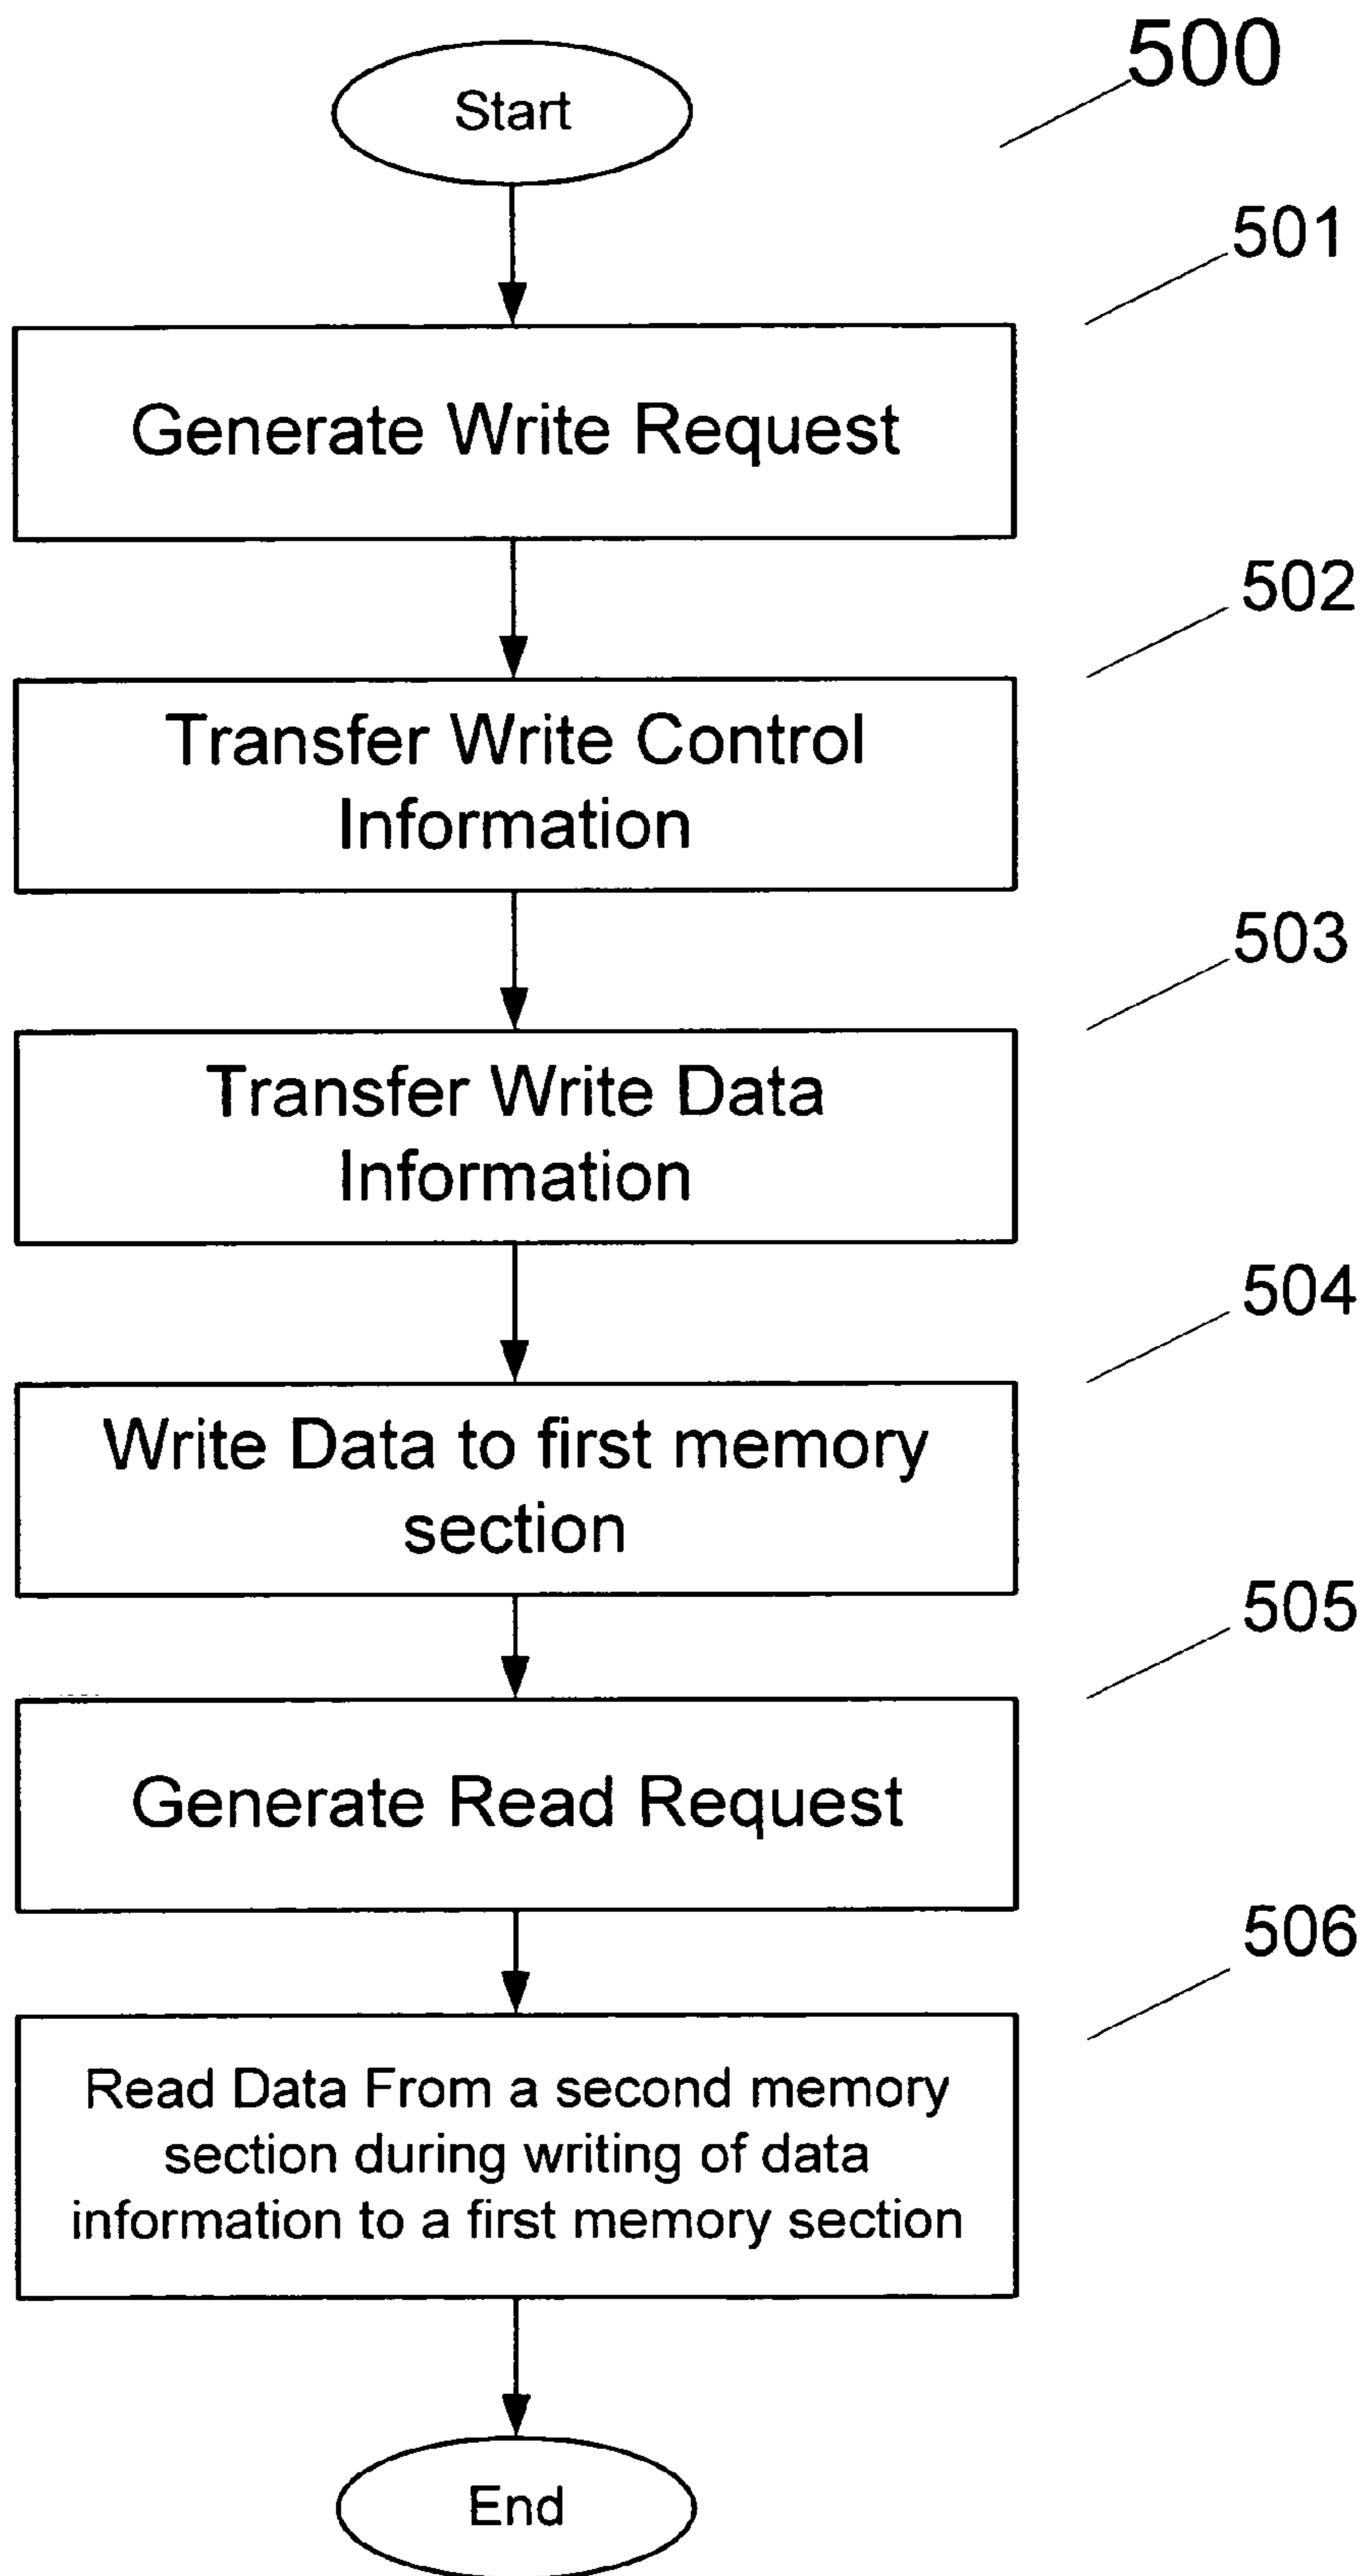 500
Start
501
Generate Write Request
502
Transfer Write Control
Information
503
Transfer Write Data
Information
504
Write Data to first memory
section
505
Generate Read Request
506
Read Data From a second memory
section during writing of data
information to a first memory section
End